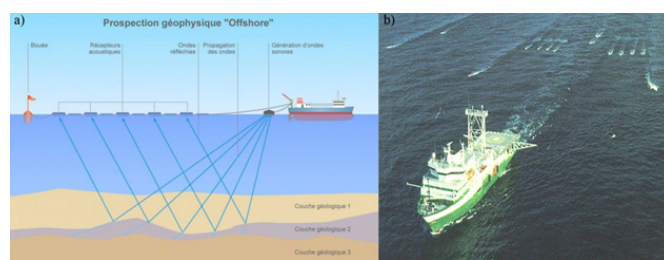 a)
Prospection géophysique "Offshore"
b)
Bouée
Récepteurs
acoustiques
Ondes
réfléchies
Propagation
des ondes
Génération d'ondes
sonores
Couche géologique 1
Couche géologique 2
Couche géologique 3